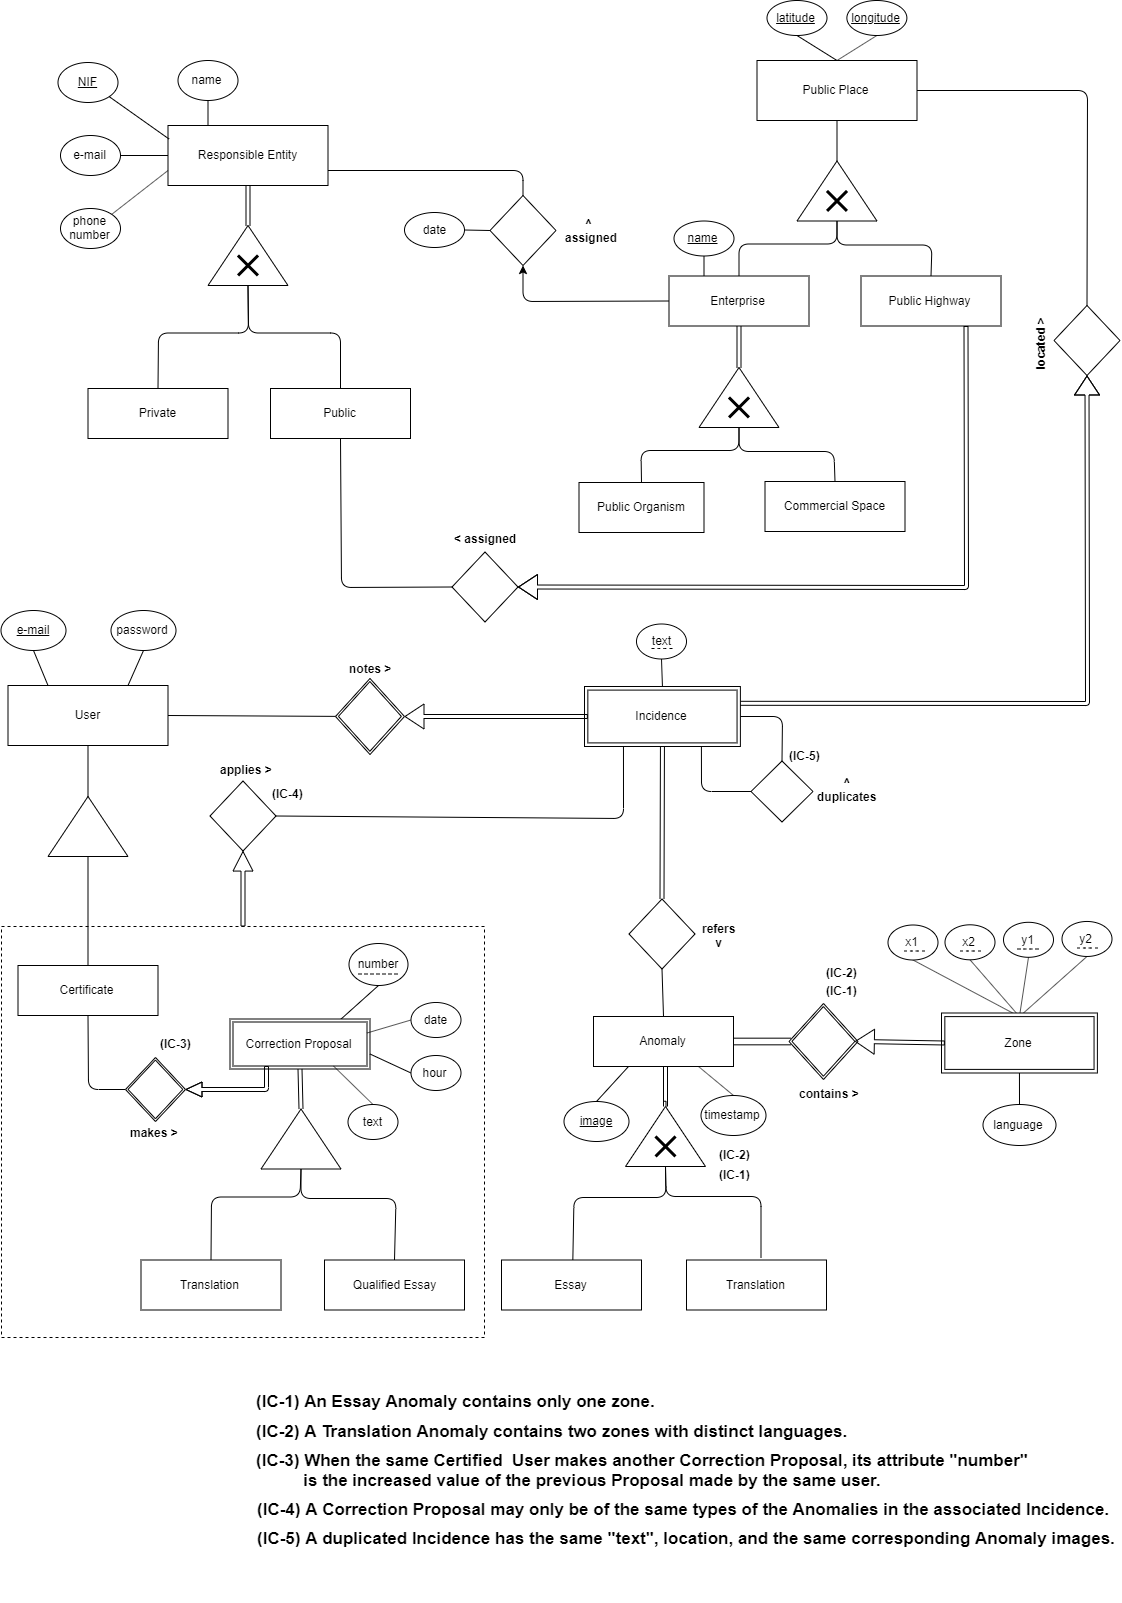 latitude
longitude
Public Place
NIF
name
e-mail
Responsible Entity
phone
number
date
^
assigned
name
Enterprise
Public Highway
located >
Private
Public
Public Organism
Commercial Space
< assigned
e-mail
password
text
notes >
User
Incidence
applies >
(IC-4)
(IC-5)
^
duplicates
refers
v
number
x1
x2
y1
y2
Certificate
date
(IC-2)
(IC-1)
(IC-3)
Correction Proposal
Anomaly
Zone
hour
contains >
makes >
text
image
timestamp
language
(IC-2)
(IC-1)
Translation
Qualified Essay
Essay
Translation
(IC-1) An Essay Anomaly contains only one zone.
(IC-2) A Translation Anomaly contains two zones with distinct languages.
(IC-3) When the same Certified  User makes another Correction Proposal, its attribute "number"
is the increased value of the previous Proposal made by the same user.
(IC-4) A Correction Proposal may only be of the same types of the Anomalies in the associated Incidence.
(IC-5) A duplicated Incidence has the same "text", location, and the same corresponding Anomaly images.